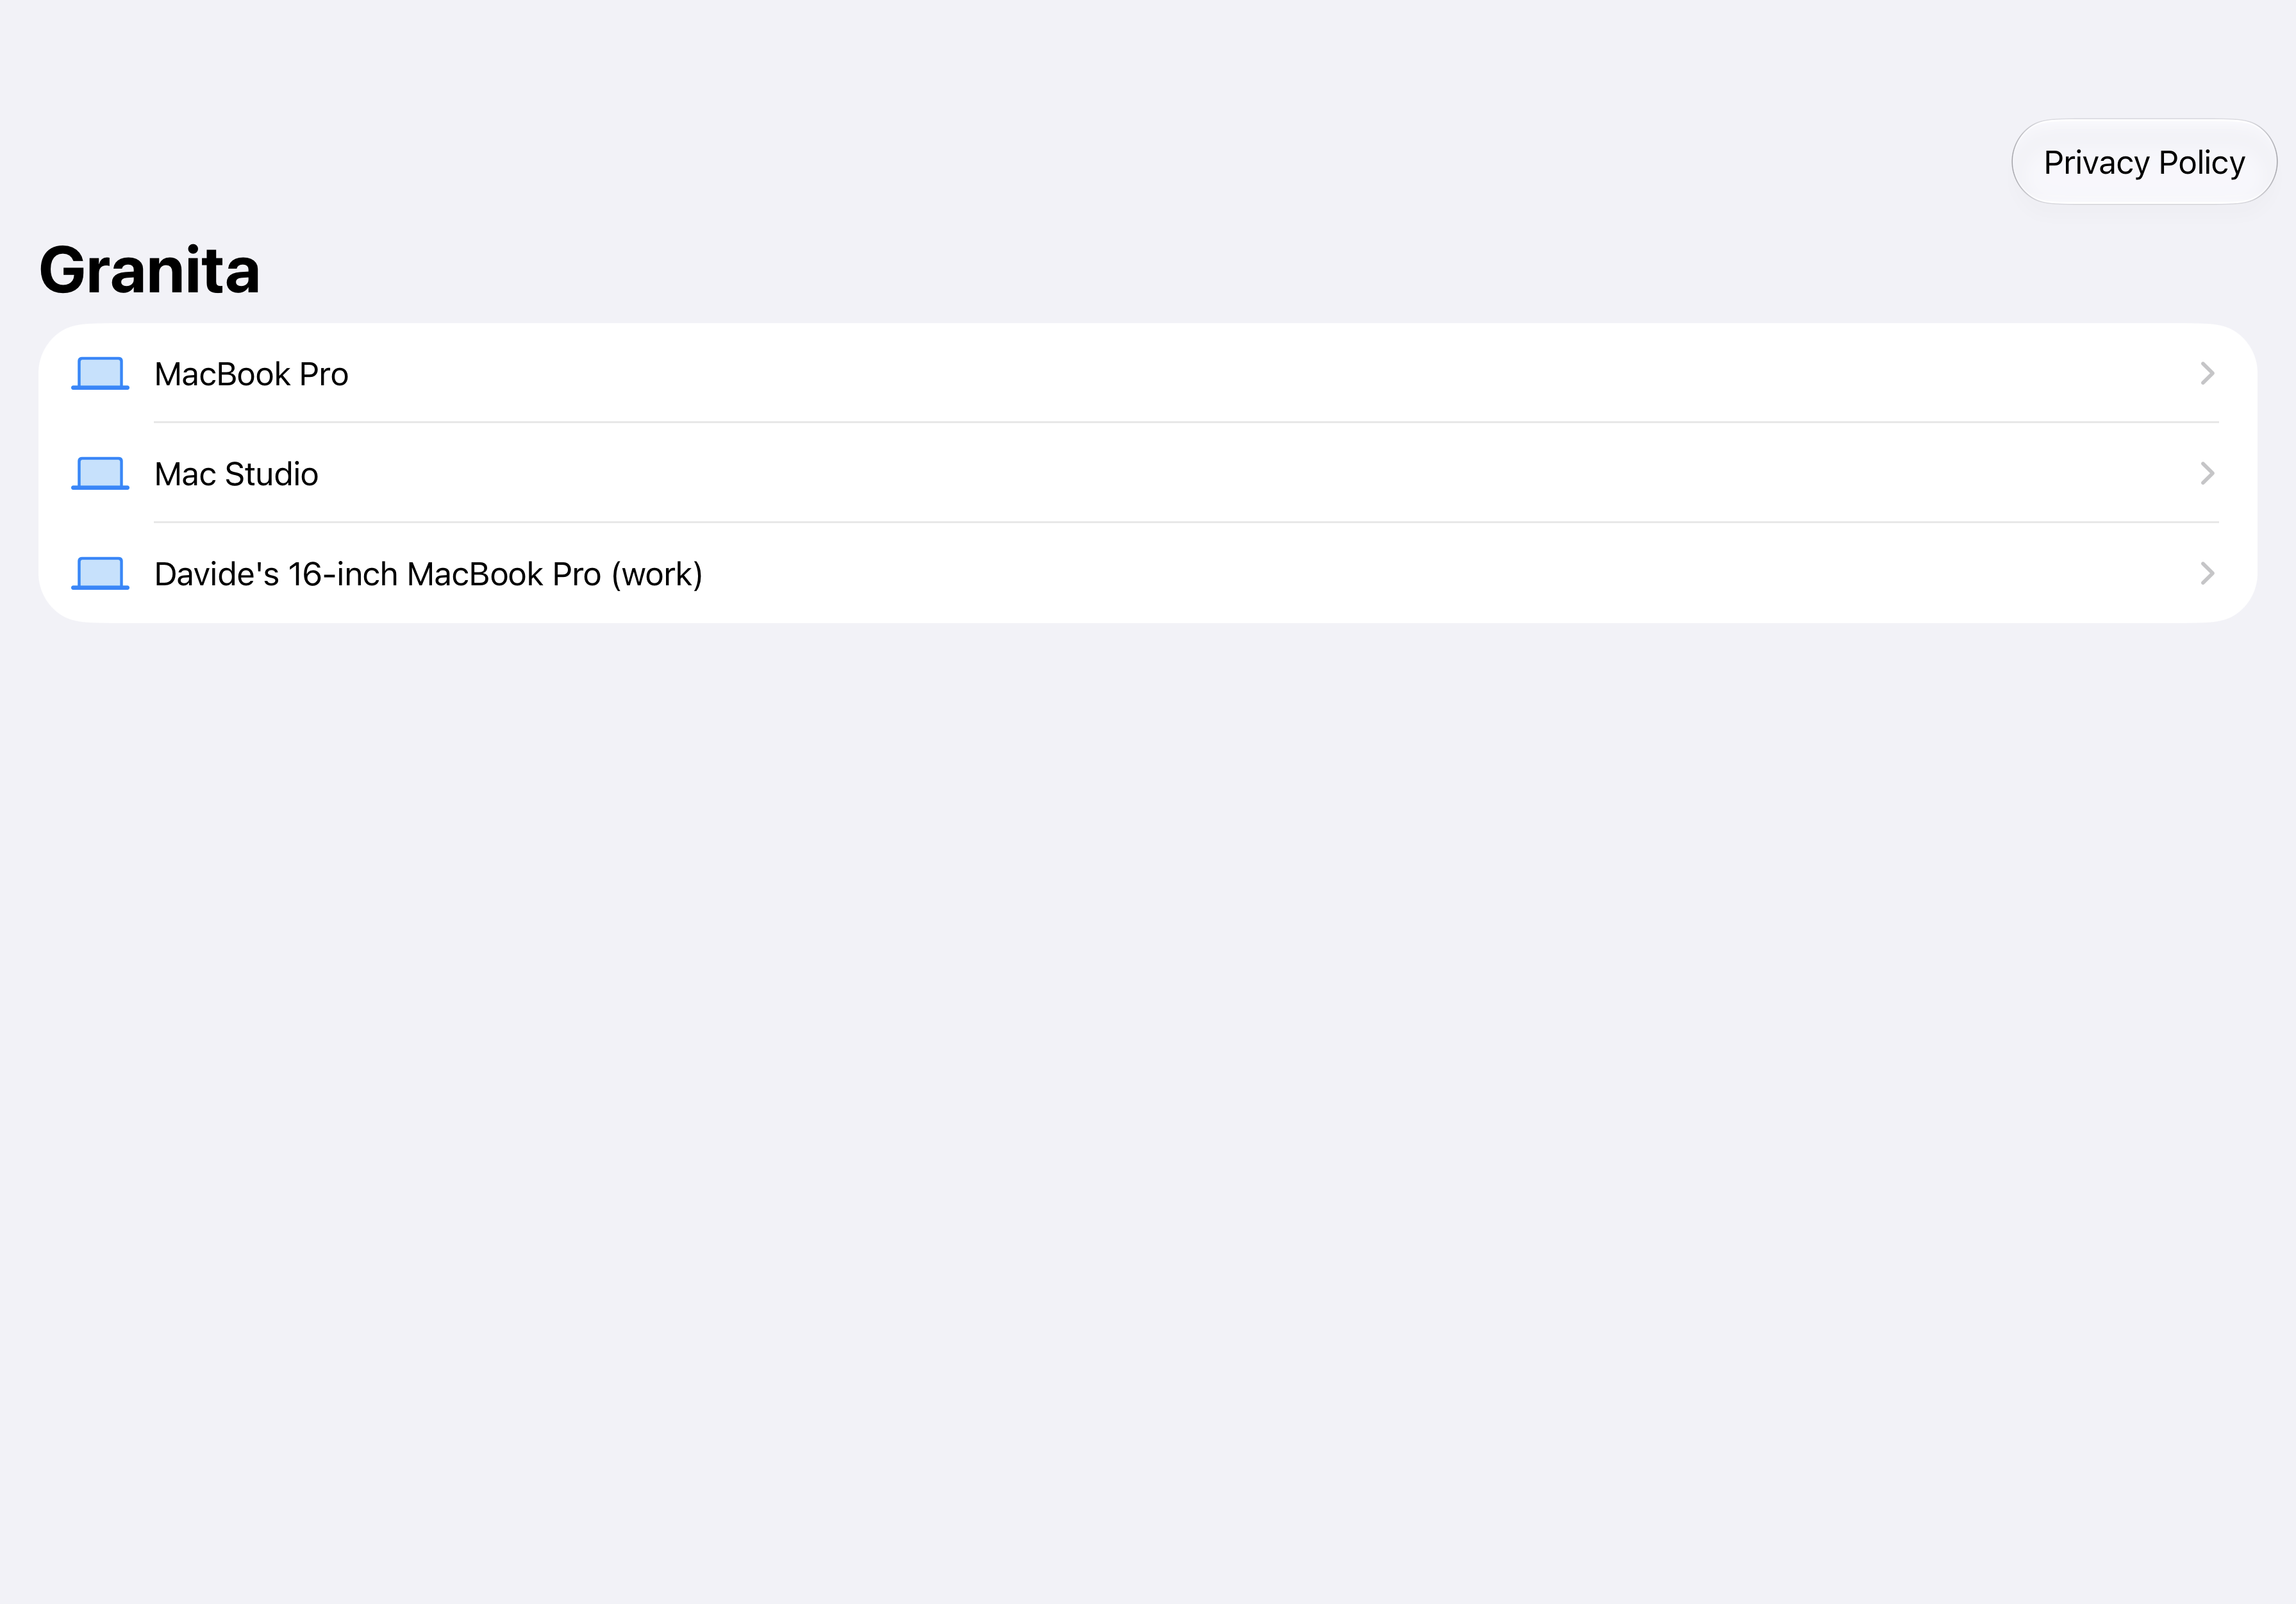 Privacy Policy
Granita
MacBook Pro
Mac Studio
Davide's 16-inch MacBook Pro (work)